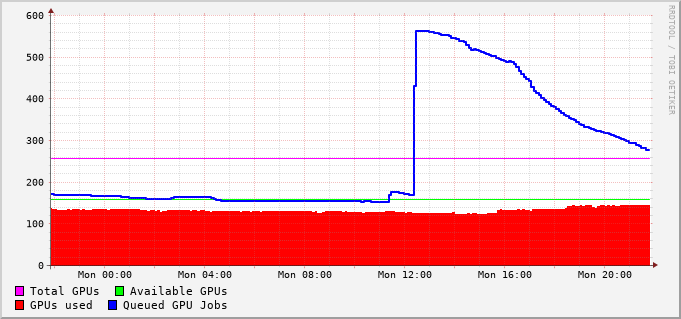 600
500
400
300
200
100
0
Mon 00:00 Mon 04:00 Mon 08:00 Mon 12:00 Mon 16:00 Mon 20:00
Total GPUs Available GPUs
GPUs used Queued GPU Jobs
RRDTOOL / TOBI OETIKER